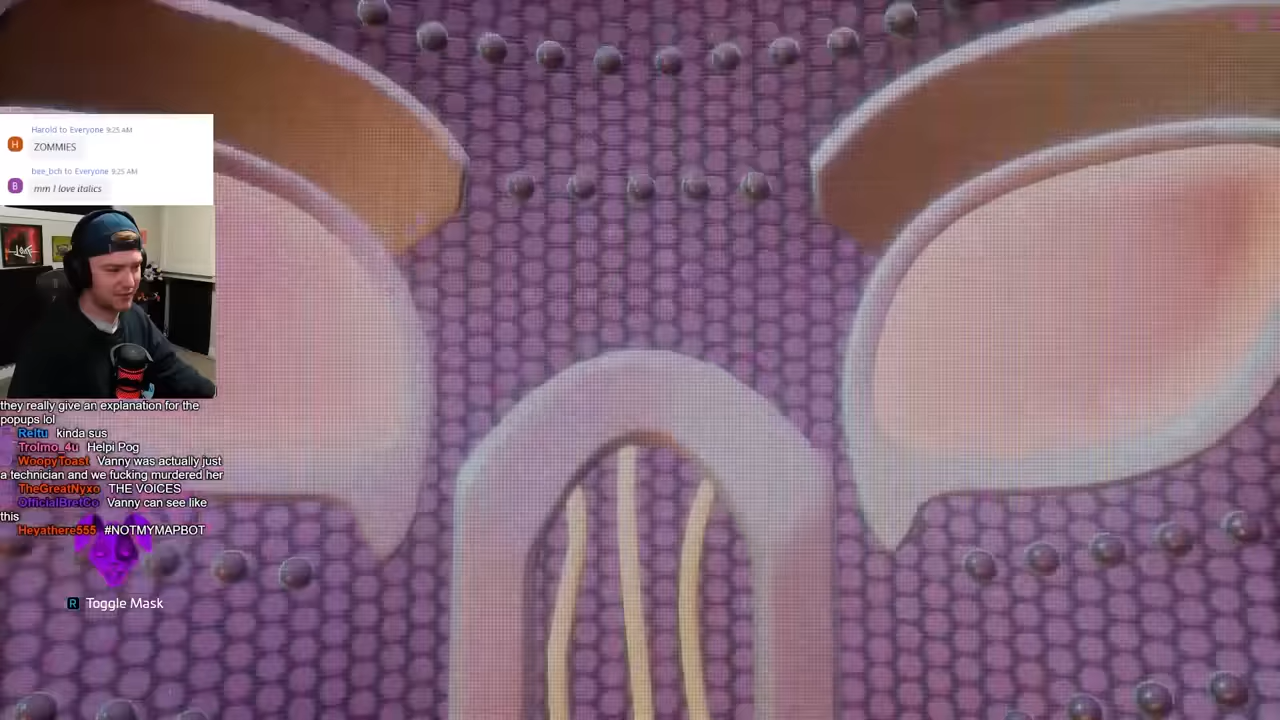 Harold to Everyone 9:25 AM
H
ZOMMIES
bee_bch to Everyone 9:25 AM
B
mm I love italics
they really give an explanation for the
popups lol
Reltu kinda sus
Trolmo_4u Helpi Pog
WoopyToast Vanny was actually just
a technician and we fucking murdered her
TheGreatNyxo THE VOICES
OfficialBretCo Vanny can see like
this
Heyathere555 #NOTMYMAPBOT
R Toggle Mask